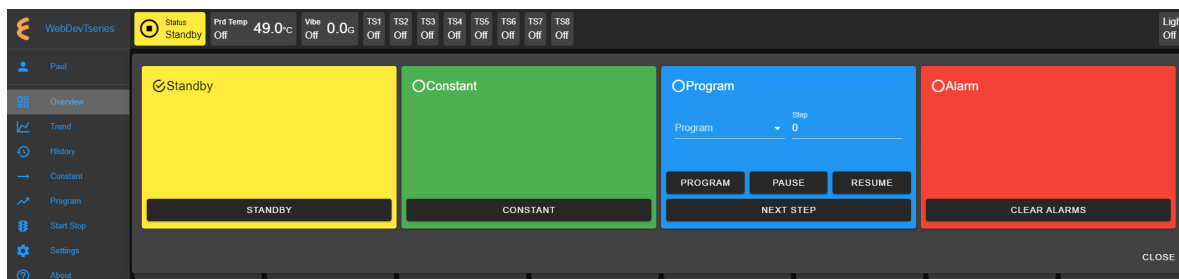 WebDevTseries
Status
Standby
Prd Temp
Off
49.0°C
Vibe
Off
0.0G
TS1
Off
TS2
Off
TS3
Off
TS4
Off
TS5
Off
TS6
Off
TS7
Off
TS8
Off
Ligh
Off
Paul
Overview
Trend
History
Constant
Program
Start Stop
Settings
About
Standby
STANDBY
Constant
CONSTANT
Program
Program
Step
0
PROGRAM
PAUSE
RESUME
NEXT STEP
Alarm
CLEAR ALARMS
CLOSE